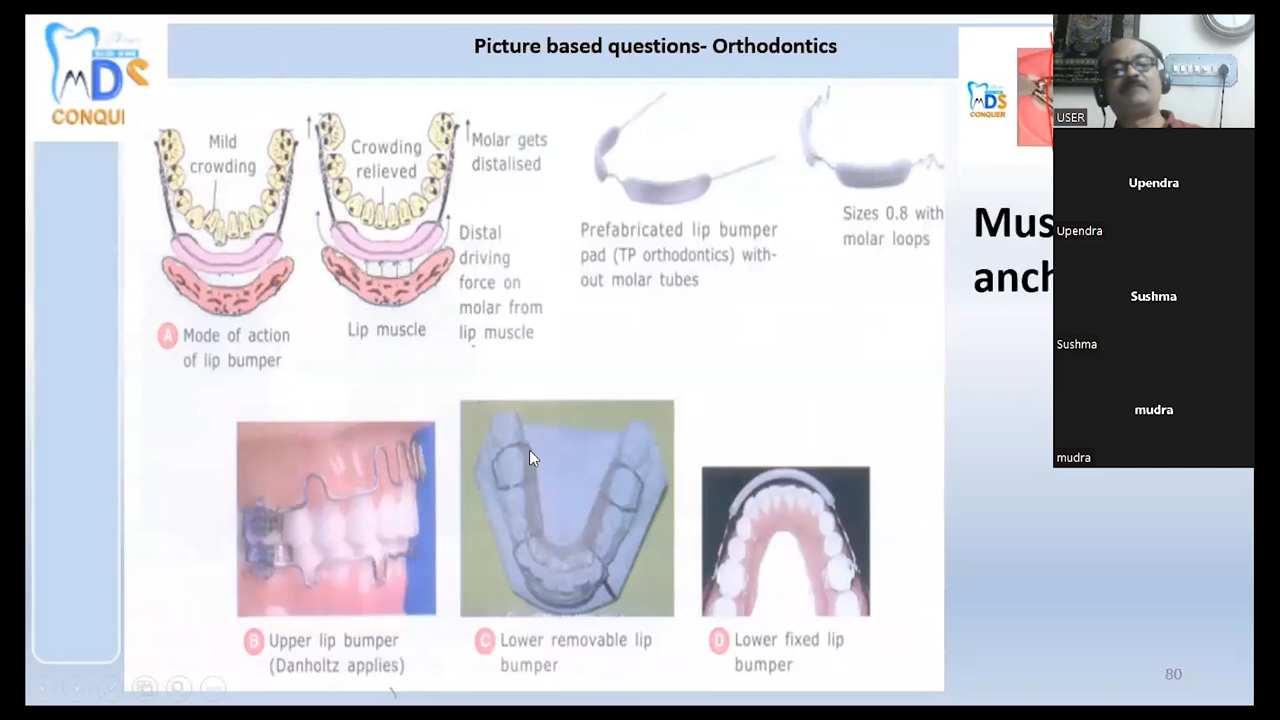 Picture based questions- Orthodontics
MDS
CONQUER
MDS
CONQUER
USER
Upendra
Upendra
Sushma
Sushma
mudra
mudra
Mild
crowding
Crowding
relieved
Molar gets
distalised
Distal
driving
force on
molar from
lip muscle
Lip muscle
A Mode of action
of lip bumper
Prefabricated lip bumper
pad (TP orthodontics) with-
out molar tubes
Sizes 0.8 with
molar loops
Mus
anch
B Upper lip bumper
(Danholtz applies)
C Lower removable lip
bumper
D Lower fixed lip
bumper
80